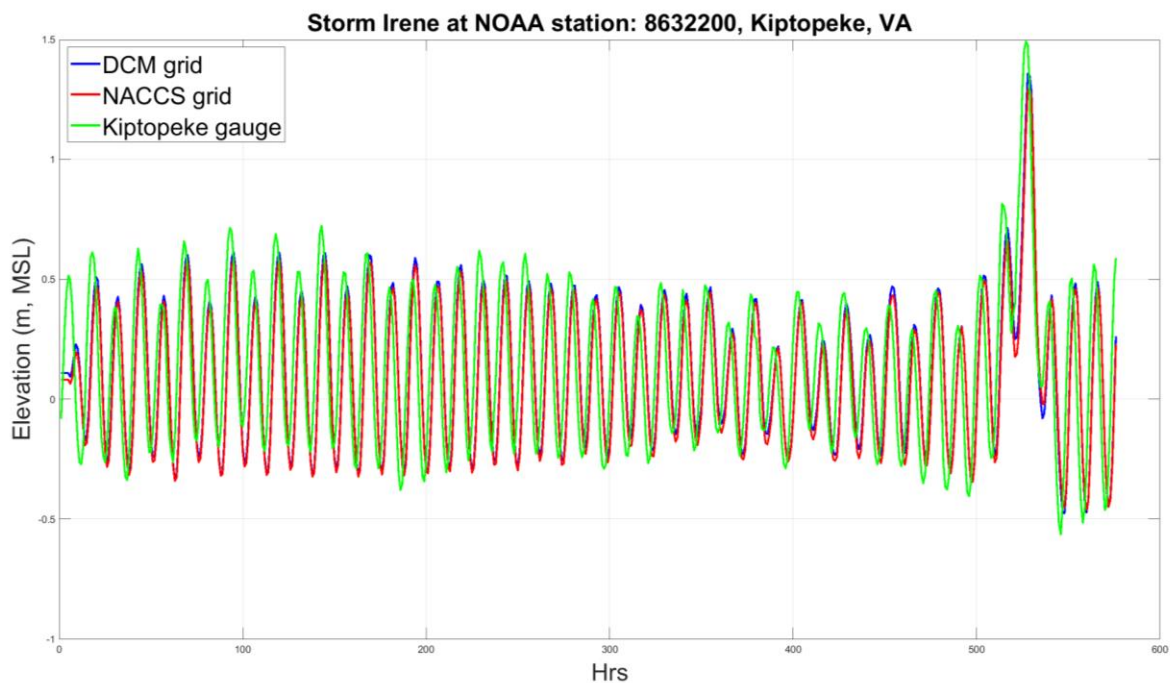 Storm Irene at NOAA station: 8632200, Kiptopeke, VA
DCM grid
NACCS grid
Kiptopeke gauge
Elevation (m, MSL)
1.5
1
0.5
0
-0.5
-1
0 100 200 300 400 500 600
Hrs